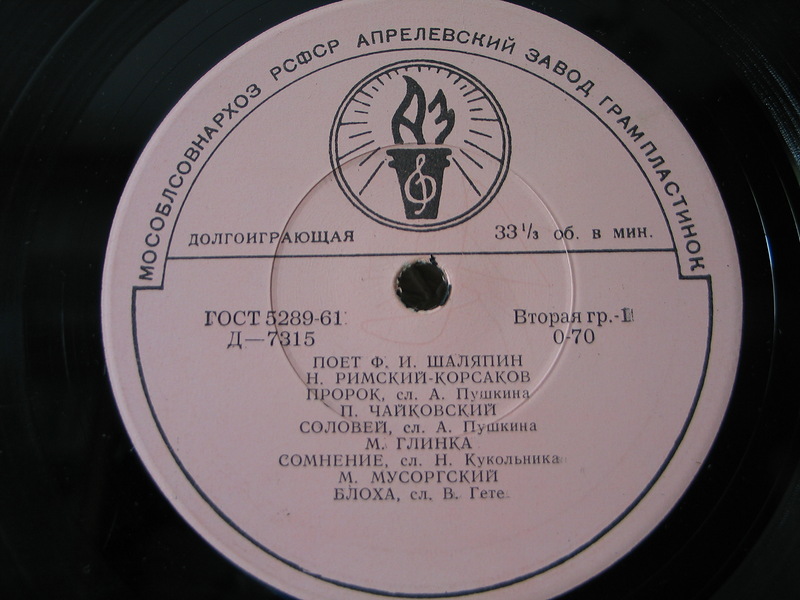 МОСОБЛСОВНАРХОЗ РСФСР АПРЕЛЕВСКИЙ ЗАВОД ГРАМПЛАСТИНОК
АЗ
ДОЛГОИГРАЮЩАЯ 33⅓ об. в мин.
ГОСТ 5289-61 Вторая гр.-1
Д—7315 0-70
ПОЕТ Ф. И. ШАЛЯПИН
Н. РИМСКИЙ-КОРСАКОВ
ПРОРОК, сл. А. Пушкина
П. ЧАЙКОВСКИЙ
СОЛОВЕЙ, сл. А. Пушкина
М. ГЛИНКА
СОМНЕНИЕ, сл. Н. Кукольника
М. МУСОРГСКИЙ
БЛОХА, сл. В. Гете